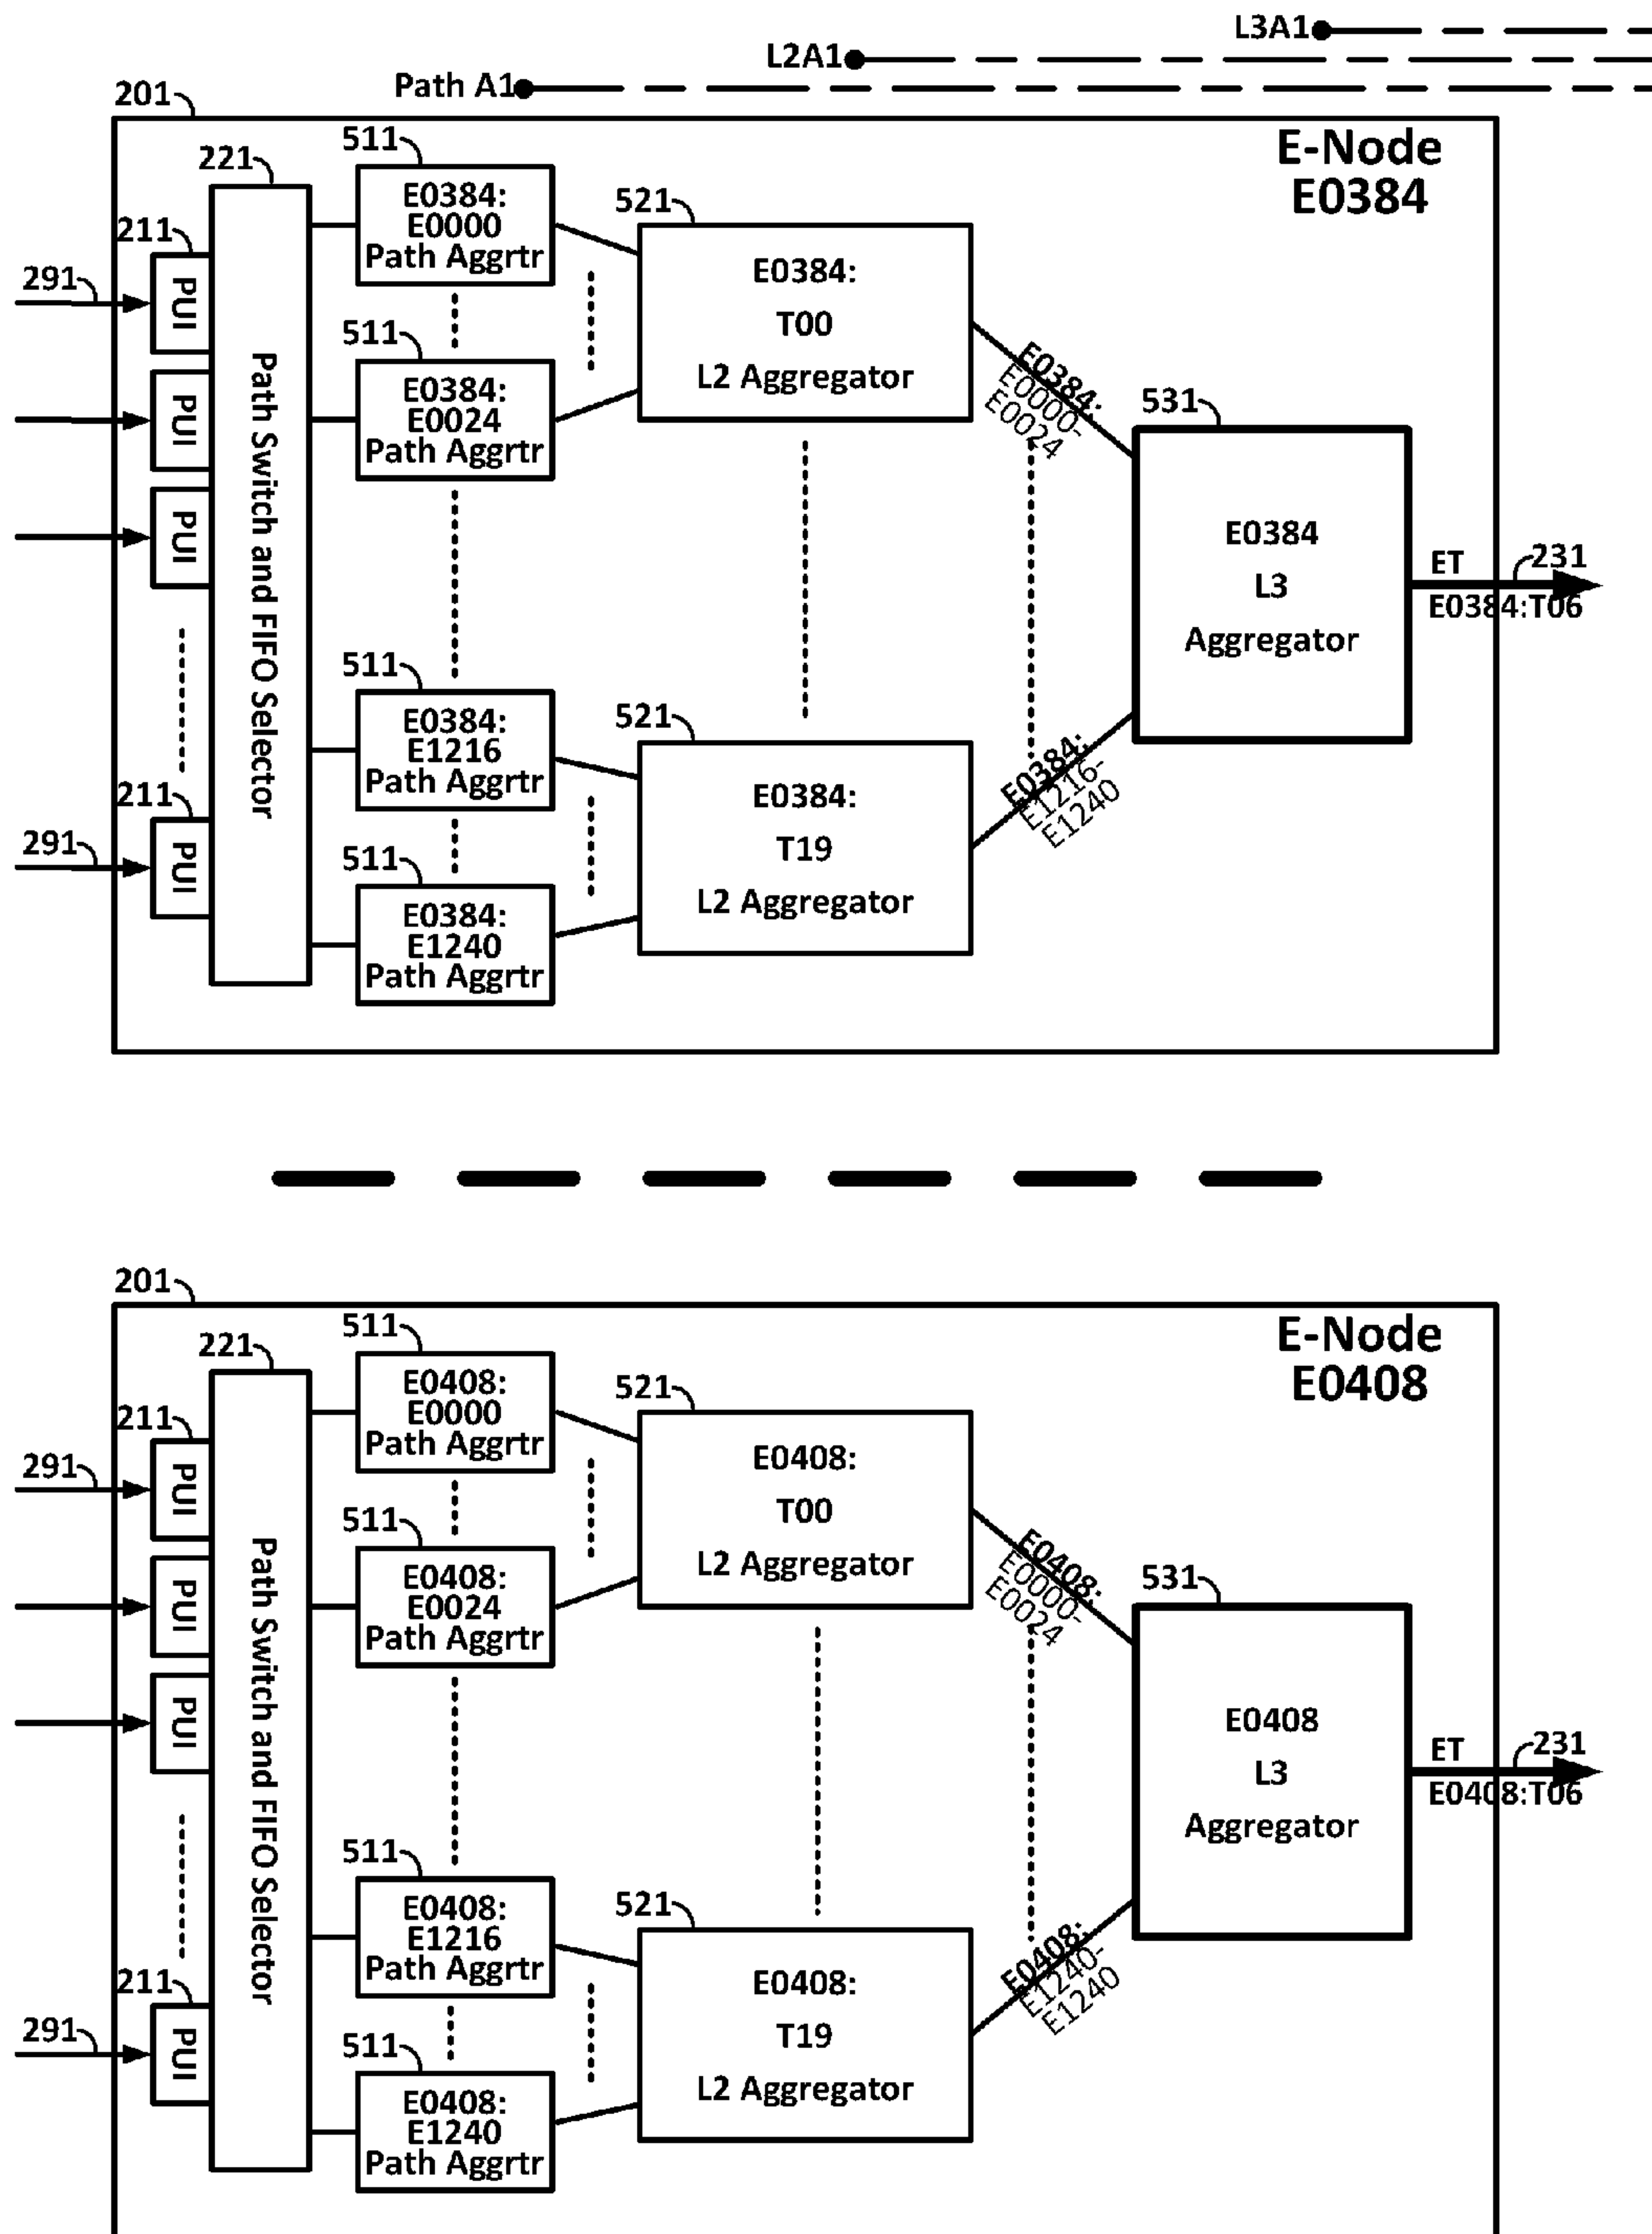 L3A1
L2A1
Path A1
201
E-Node
E0384
221
211
291
PUI
PUI
PUI
211
291
PUI
Path Switch and FIFO Selector
511
E0384:
E0000
Path Aggrtr
511
E0384:
E0024
Path Aggrtr
511
E0384:
E1216
Path Aggrtr
511
E0384:
E1240
Path Aggrtr
521
E0384:
T00
L2 Aggregator
521
E0384:
T19
L2 Aggregator
E0384:
E0000-
E0024
E0384:
E1216-
E1240
531
E0384
L3
Aggregator
ET
231
E0384:T06
201
E-Node
E0408
221
211
291
PUI
PUI
PUI
211
291
PUI
Path Switch and FIFO Selector
511
E0408:
E0000
Path Aggrtr
511
E0408:
E0024
Path Aggrtr
511
E0408:
E1216
Path Aggrtr
511
E0408:
E1240
Path Aggrtr
521
E0408:
T00
L2 Aggregator
521
E0408:
T19
L2 Aggregator
E0408:
E0000-
E0024
E0408:
E1240-
E1240
531
E0408
L3
Aggregator
ET
231
E0408:T06